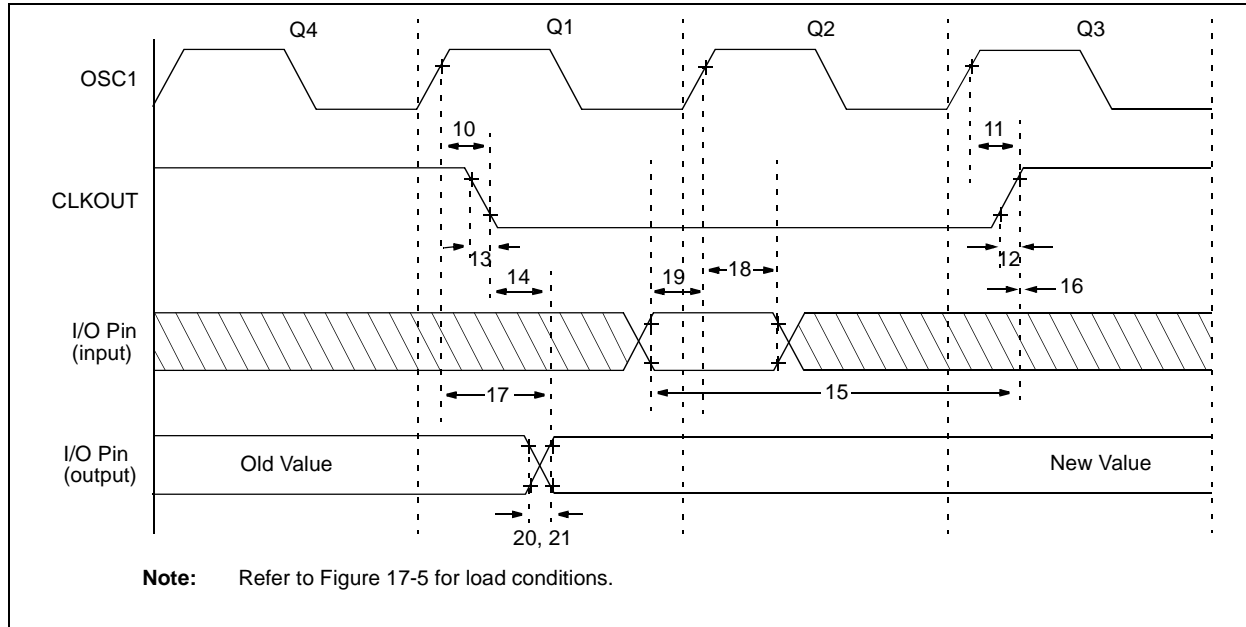 Q4 Q1 Q2 Q3
OSC1
10 11
CLKOUT
13 12
14 19 18 16
I/O Pin
(input)
17 15
I/O Pin
(output)
Old Value New Value
20, 21
Note: Refer to Figure 17-5 for load conditions.